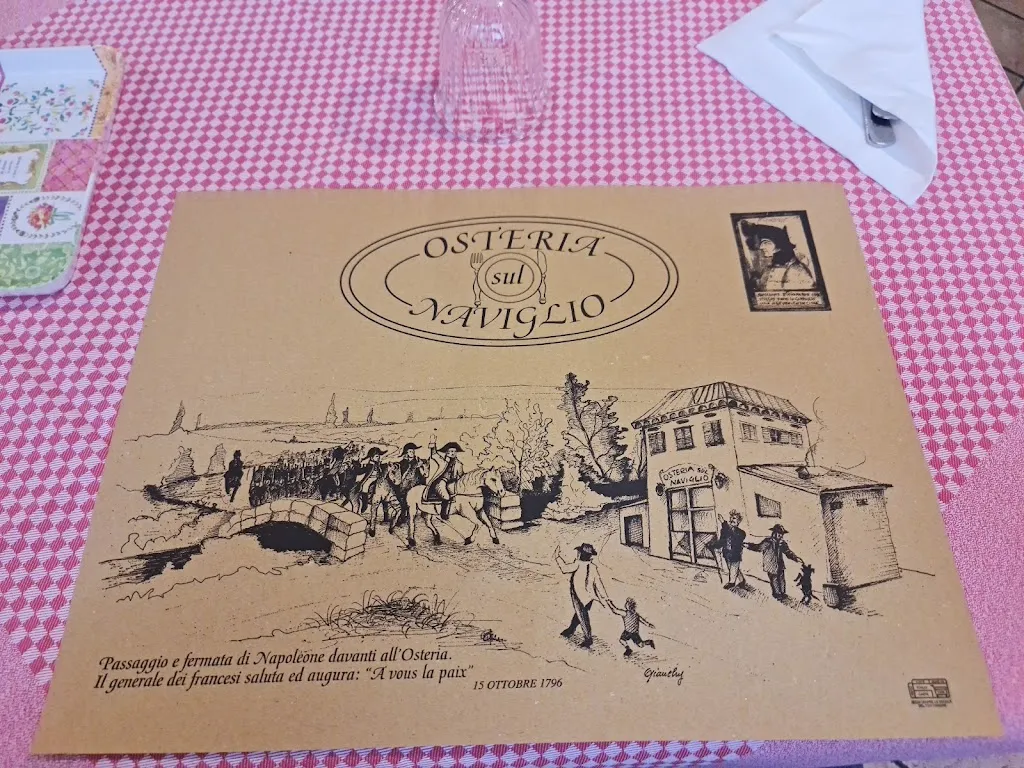 OSTERIA
sul
NAVIGLIO
OSTERIA SUL
NAVIGLIO
Passaggio e fermata di Napoleone davanti all'Osteria.
Il generale dei francesi saluta ed augura: “A vous la paix”
15 OTTOBRE 1796